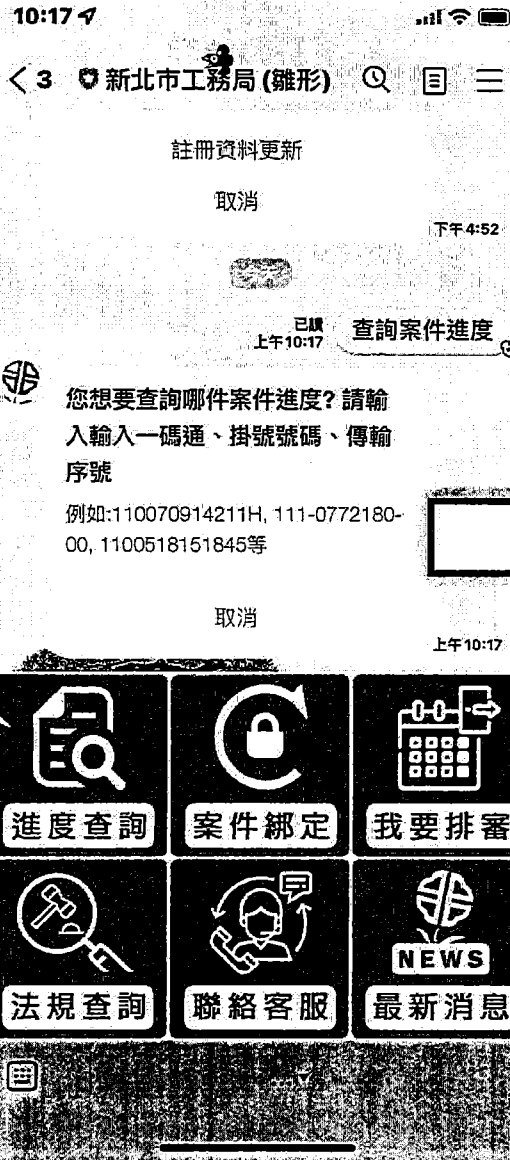 10:17
3 新北市工務局 (雛形)
註冊資料更新
取消
下午 4:52
已讀
上午 10:17
查詢案件進度
您想要查詢哪件案件進度? 請輸
入輸入一碼通、掛號號碼、傳輸
序號
例如:110070914211H, 111-0772180-
00, 1100518151845等
取消
上午 10:17
進度查詢
案件綁定
我要排審
法規查詢
聯絡客服
NEWS
最新消息